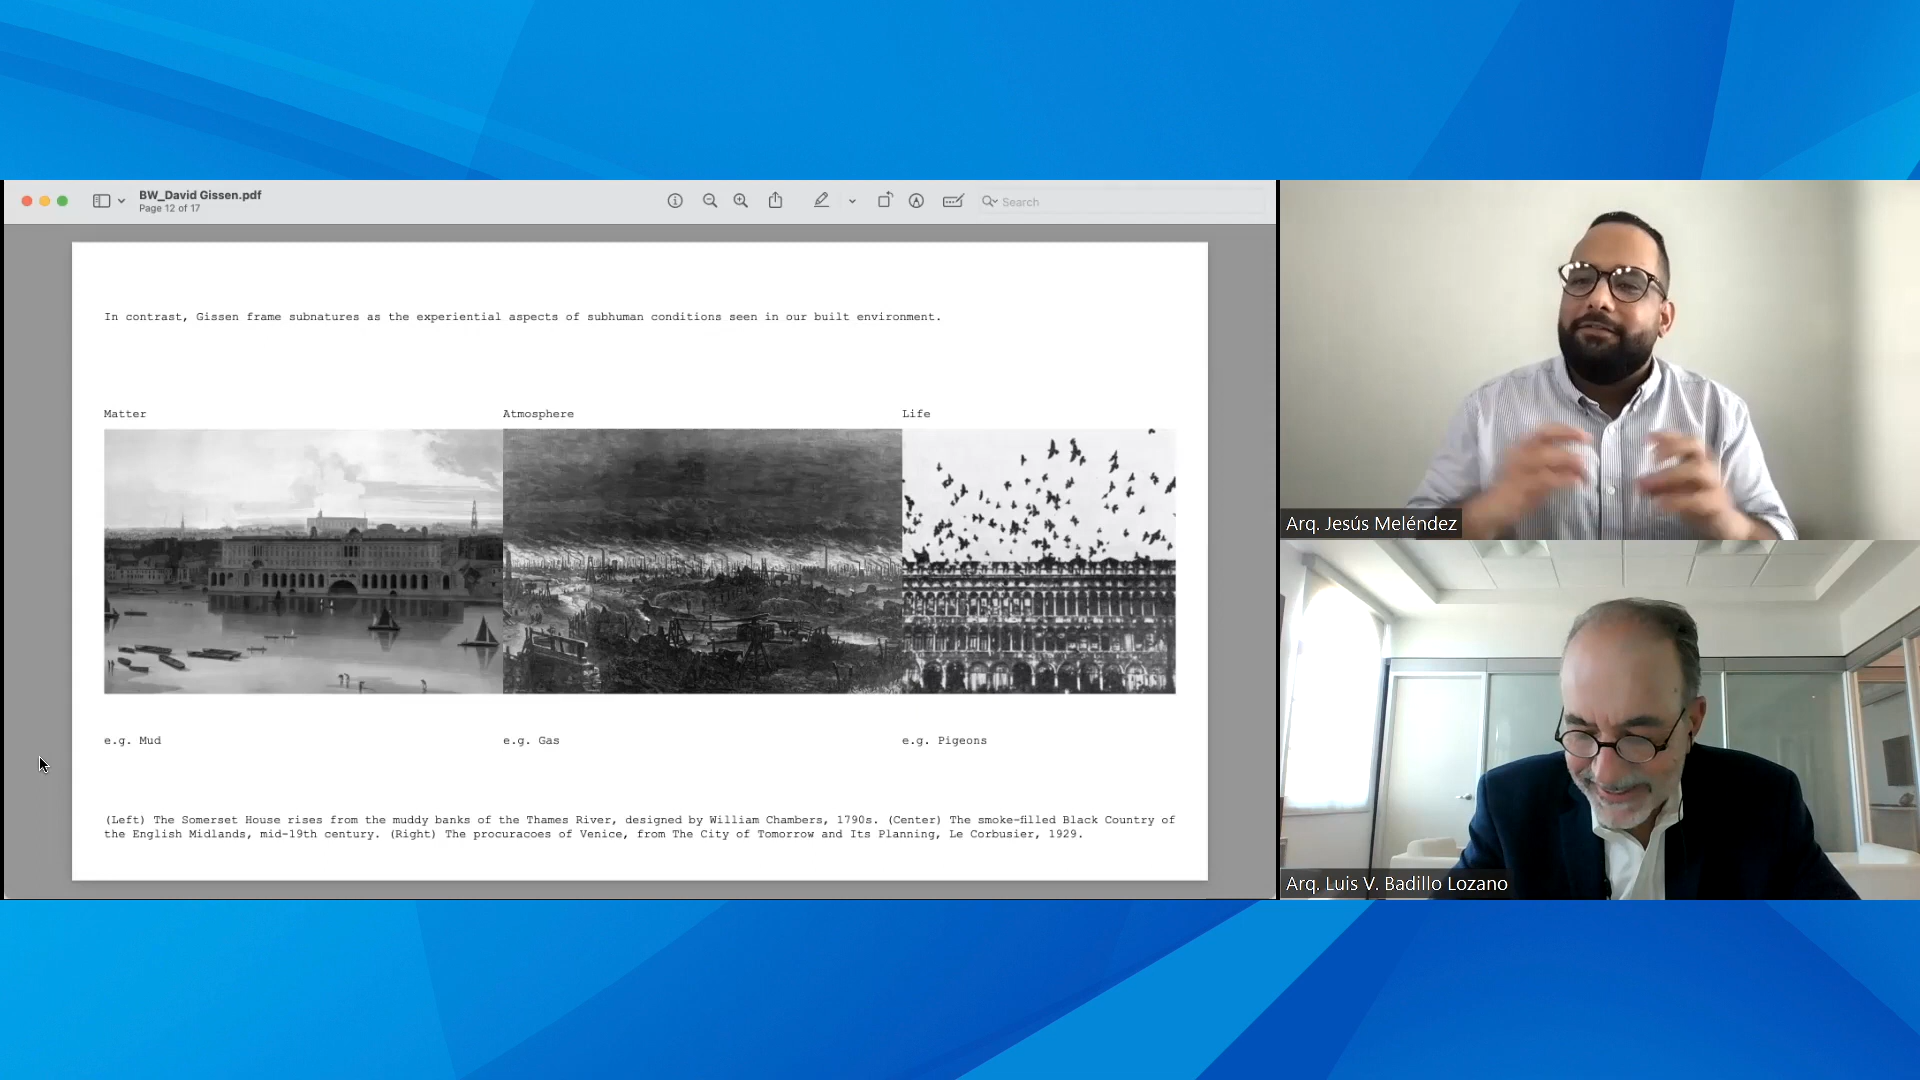 BW_David Gissen.pdf
Page 12 of 17
Search
In contrast, Gissen frame subnatures as the experiential aspects of subhuman conditions seen in our built environment.
Matter
Atmosphere
Life
e.g. Mud
e.g. Gas
e.g. Pigeons
(Left) The Somerset House rises from the muddy banks of the Thames River, designed by William Chambers, 1790s. (Center) The smoke-filled Black Country of
the English Midlands, mid-19th century. (Right) The procuracoes of Venice, from The City of Tomorrow and Its Planning, Le Corbusier, 1929.
Arq. Jesús Meléndez
Arq. Luis V. Badillo Lozano